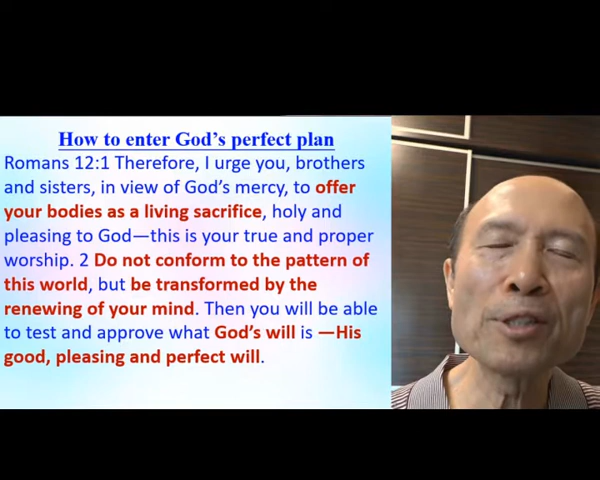 How to enter God's perfect plan
Romans 12:1 Therefore, I urge you, brothers
and sisters, in view of God's mercy, to offer
your bodies as a living sacrifice, holy and
pleasing to God—this is your true and proper
worship. 2 Do not conform to the pattern of
this world, but be transformed by the
renewing of your mind. Then you will be able
to test and approve what God's will is —His
good, pleasing and perfect will.